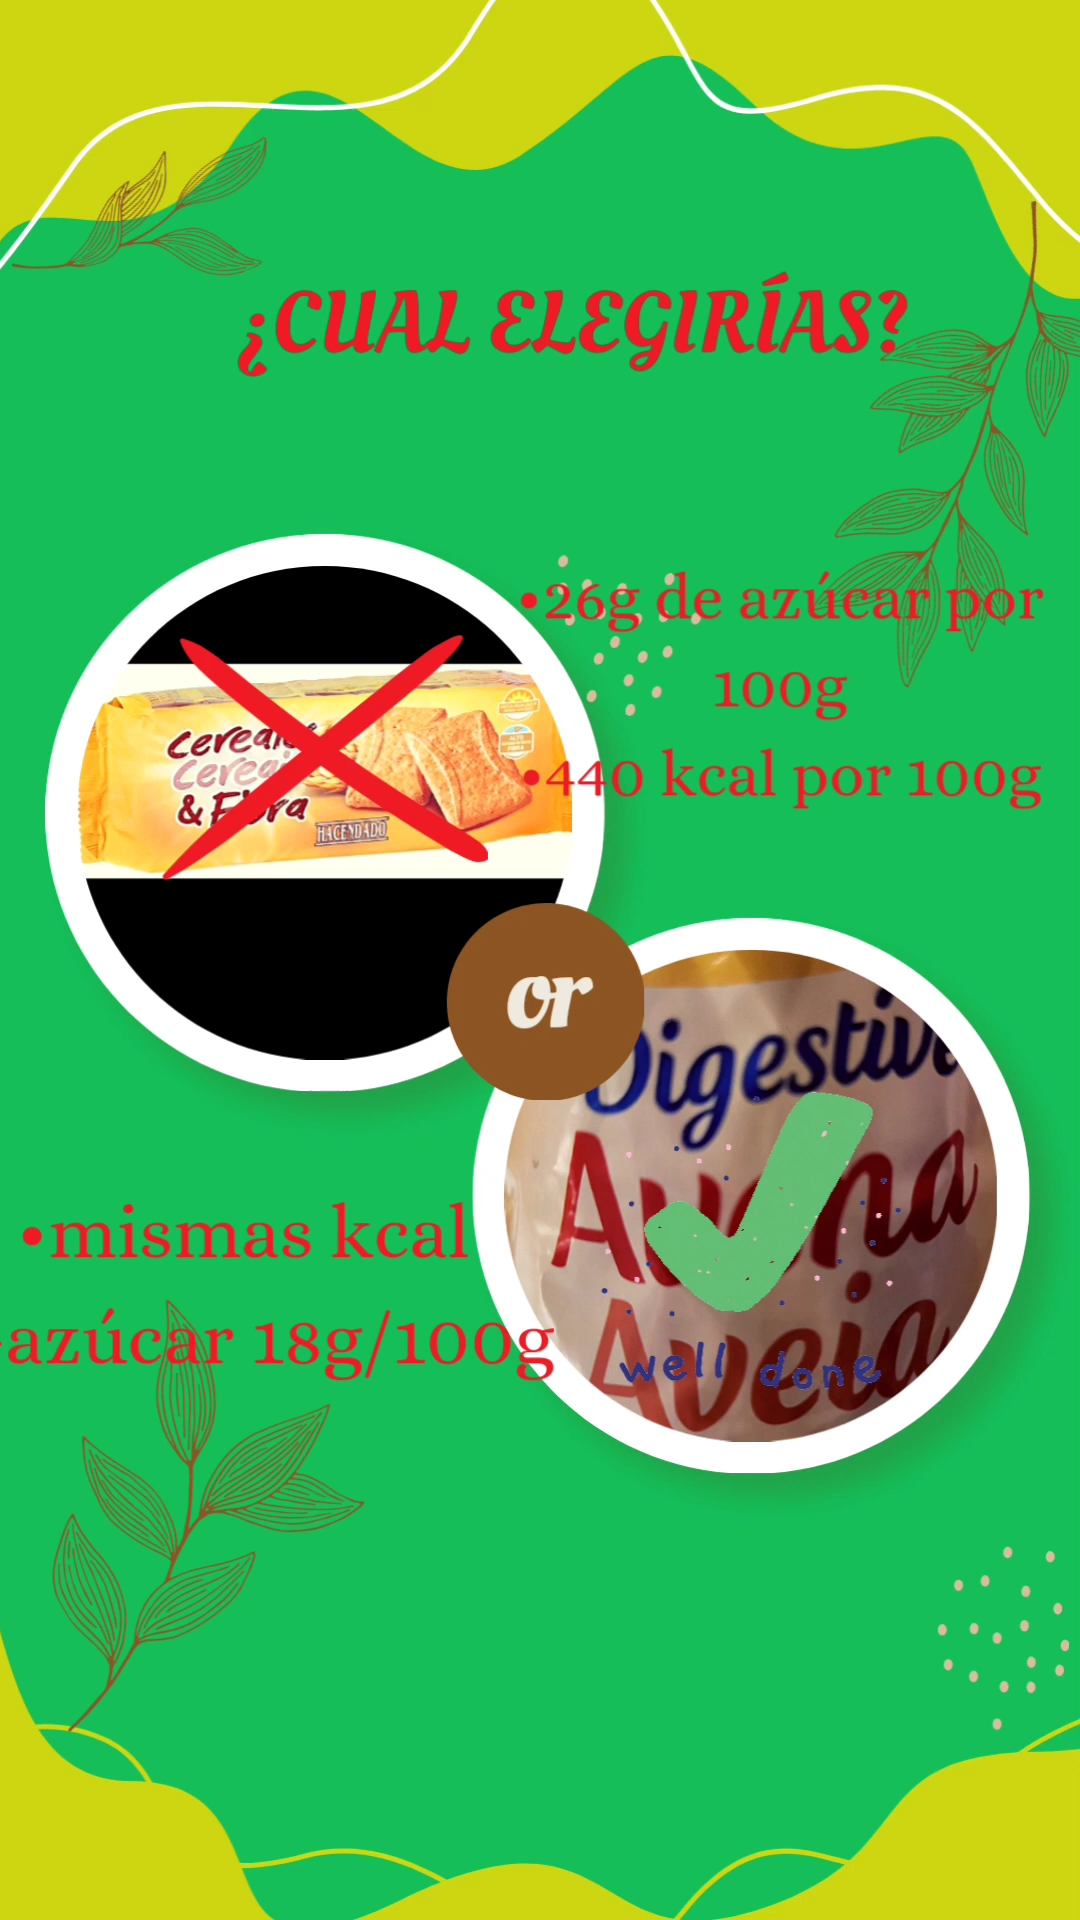 ¿CUAL ELEGIRÍAS?
•26g de azúcar por
100g
•440 kcal por 100g
Cereales
Cereais
& Fibra
HACENDADO
or
Digestive
Avena
Aveia
well done
•mismas kcal
•azúcar 18g/100g